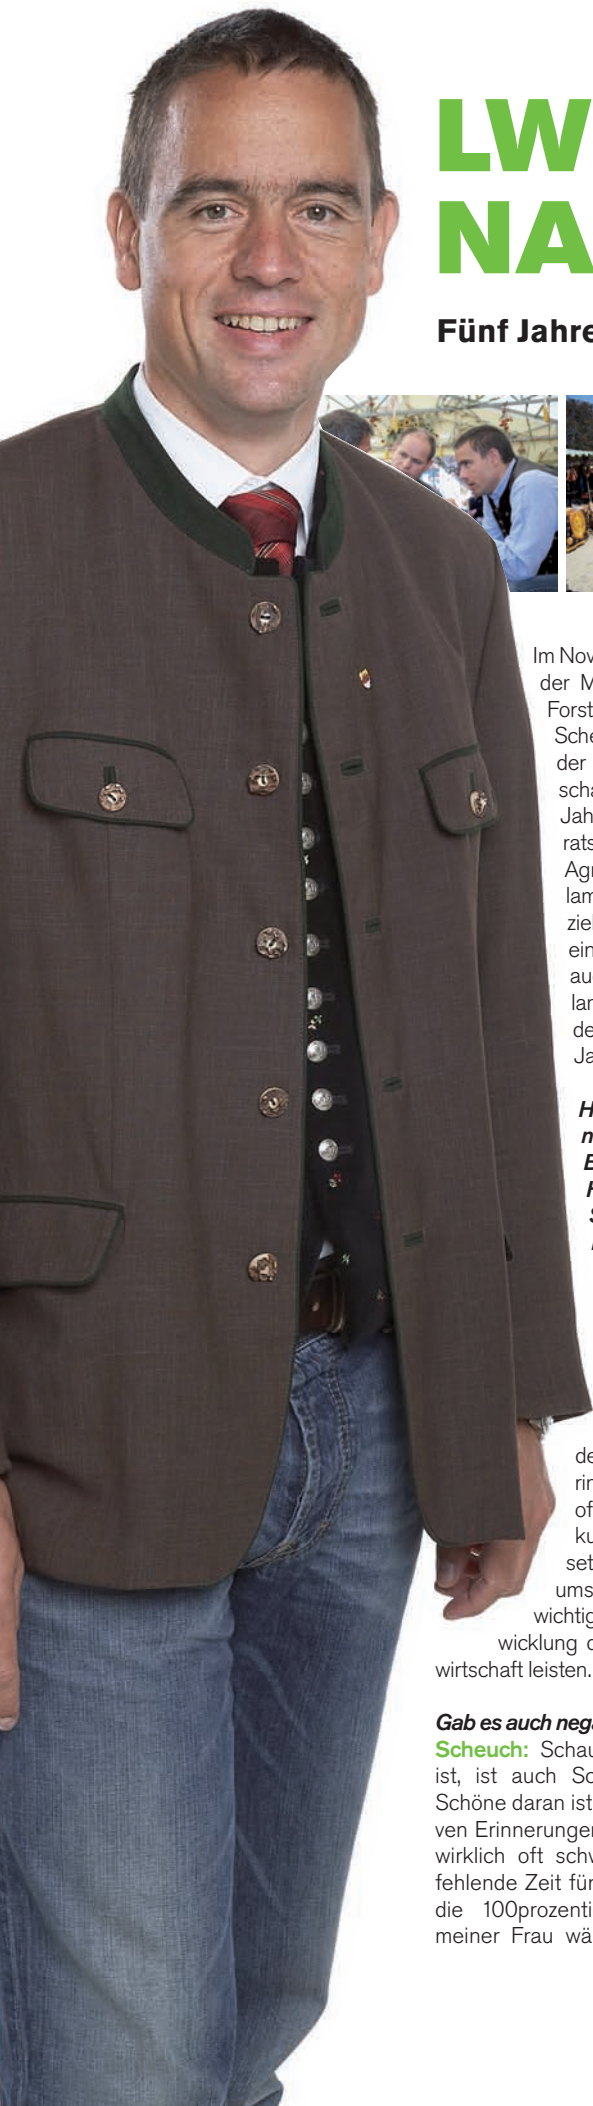 LW
NA
Fünf Jahre
Im Nov
der M
Forst
Sche
der
scha
Jah
rats
Agr
lam
ziel
ein
au
lan
de
Ja
de
rin
of
ku
set
ums
wichtig
wicklung d
wirtschaft leisten.
Gab es auch nega
Scheuch: Schau
ist, ist auch Sc
Schöne daran ist
ven Erinnerungen
wirklich oft schw
fehlende Zeit für
die 100prozenti
meiner Frau wä